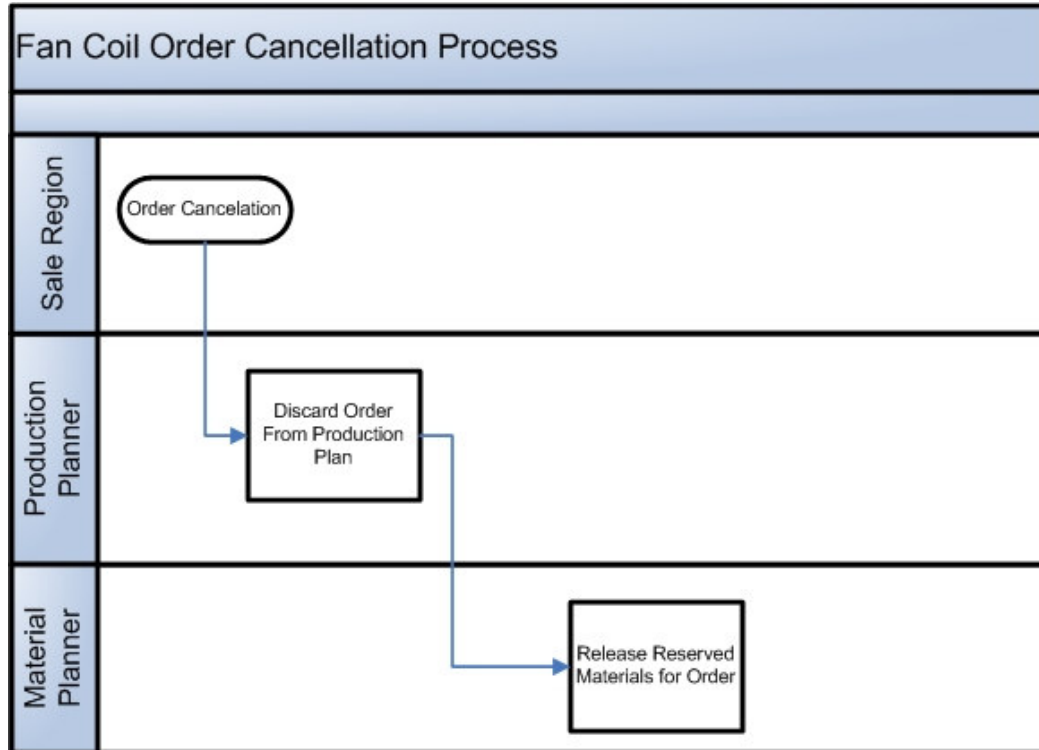 Fan Coil Order Cancellation Process
Sale Region
Order Cancelation
Production
Planner
Discard Order
From Production
Plan
Material
Planner
Release Reserved
Materials for Order